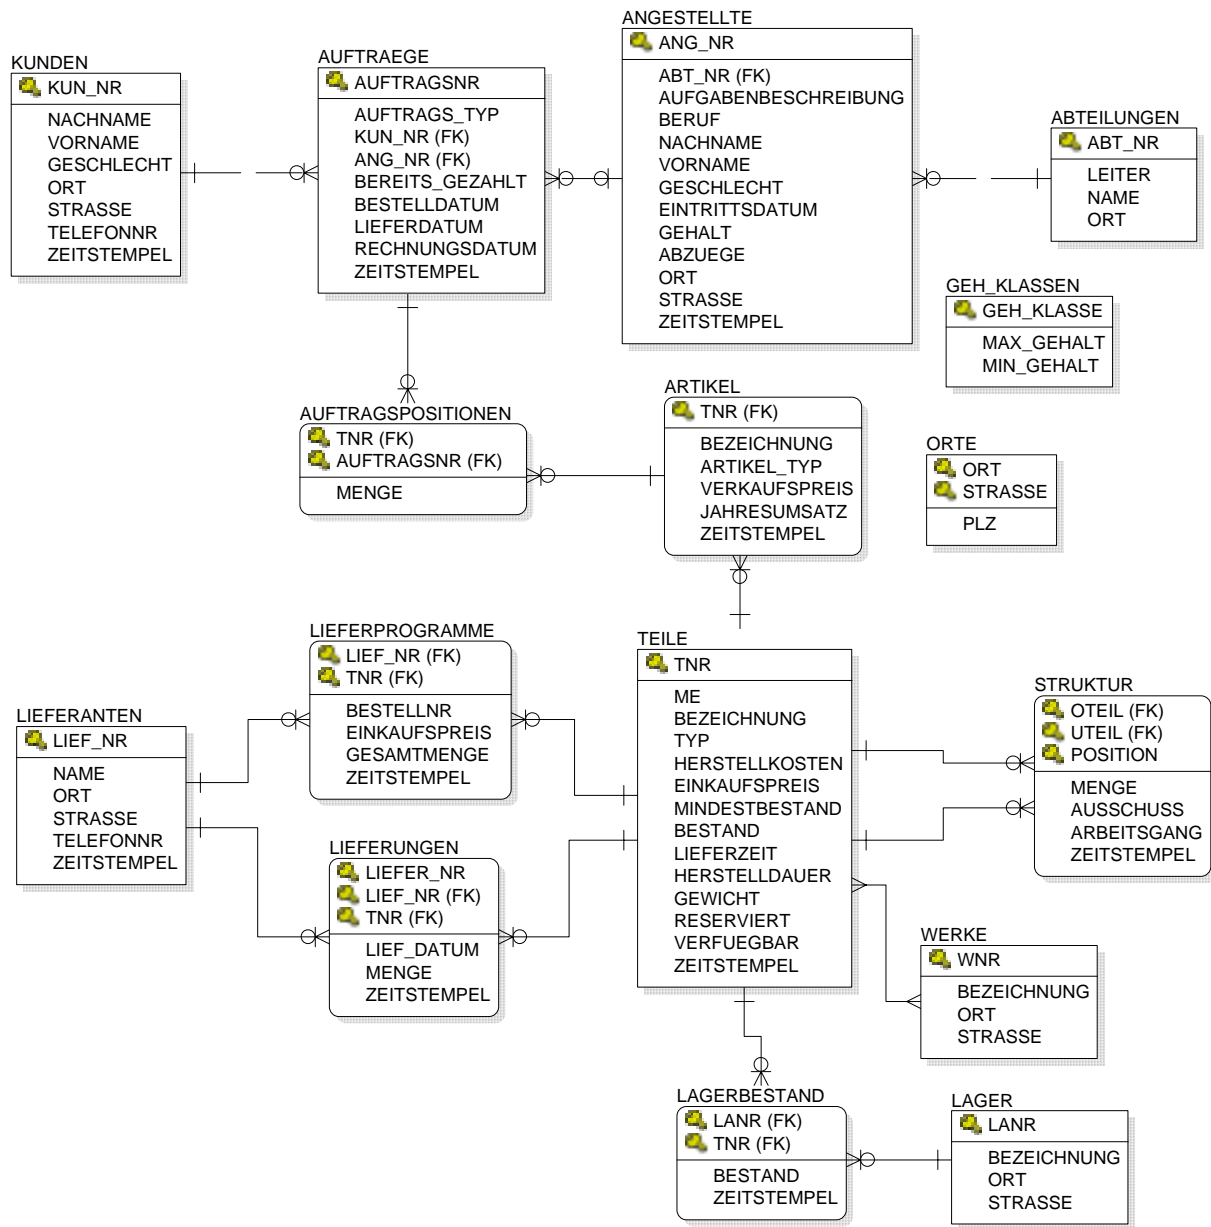 KUNDEN
KUN_NR
NACHNAME
VORNAME
GESCHLECHT
ORT
STRASSE
TELEFONNR
ZEITSTEMPEL
AUFTRAEGE
AUFTRAGSNR
AUFTRAGS_TYP
KUN_NR (FK)
ANG_NR (FK)
BEREITS_GEZAHLT
BESTELLDATUM
LIEFERDATUM
RECHNUNGSDATUM
ZEITSTEMPEL
ANGESTELLTE
ANG_NR
ABT_NR (FK)
AUFGABENBESCHREIBUNG
BERUF
NACHNAME
VORNAME
GESCHLECHT
EINTRITTSDATUM
GEHALT
ABZUEGE
ORT
STRASSE
ZEITSTEMPEL
ABTEILUNGEN
ABT_NR
LEITER
NAME
ORT
GEH_KLASSEN
GEH_KLASSE
MAX_GEHALT
MIN_GEHALT
AUFTRAGSPOSITIONEN
TNR (FK)
AUFTRAGSNR (FK)
MENGE
ARTIKEL
TNR (FK)
BEZEICHNUNG
ARTIKEL_TYP
VERKAUFSPREIS
JAHRESUMSATZ
ZEITSTEMPEL
ORTE
ORT
STRASSE
PLZ
LIEFERANTEN
LIEF_NR
NAME
ORT
STRASSE
TELEFONNR
ZEITSTEMPEL
LIEFERPROGRAMME
LIEF_NR (FK)
TNR (FK)
BESTELLNR
EINKAUFSPREIS
GESAMTMENGE
ZEITSTEMPEL
LIEFERUNGEN
LIEFER_NR
LIEF_NR (FK)
TNR (FK)
LIEF_DATUM
MENGE
ZEITSTEMPEL
TEILE
TNR
ME
BEZEICHNUNG
TYP
HERSTELLKOSTEN
EINKAUFSPREIS
MINDESTBESTAND
BESTAND
LIEFERZEIT
HERSTELLDAUER
GEWICHT
RESERVIERT
VERFUEGBAR
ZEITSTEMPEL
STRUKTUR
OTEIL (FK)
UTEIL (FK)
POSITION
MENGE
AUSSCHUSS
ARBEITSGANG
ZEITSTEMPEL
WERKE
WNR
BEZEICHNUNG
ORT
STRASSE
LAGERBESTAND
LANR (FK)
TNR (FK)
BESTAND
ZEITSTEMPEL
LAGER
LANR
BEZEICHNUNG
ORT
STRASSE